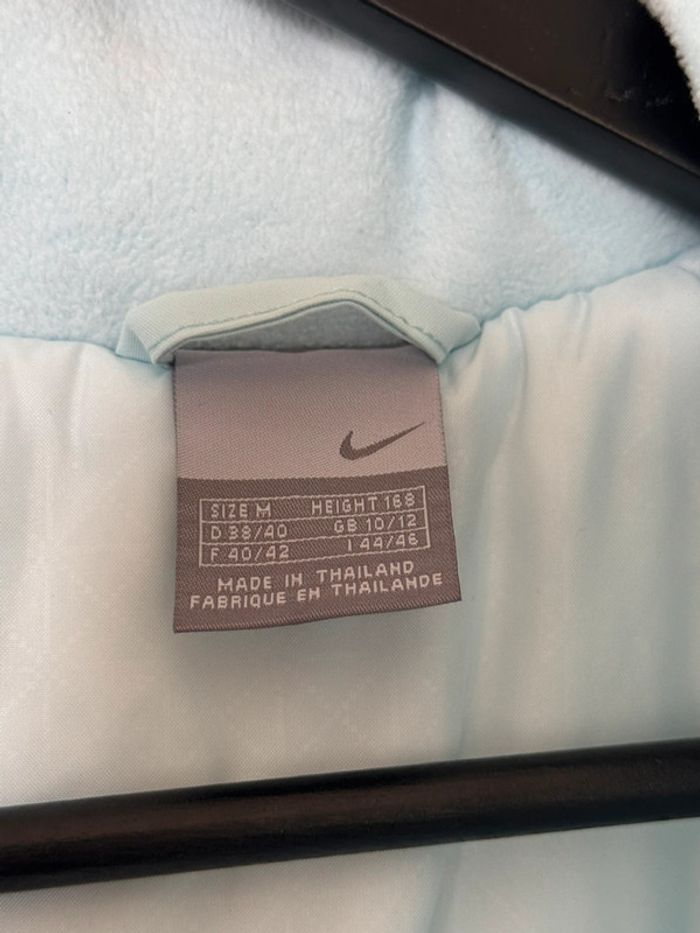 SIZE M HEIGHT 168
D 38/40 GB 10/12
F 40/42 I 44/46
MADE IN THAILAND
FABRIQUE EN THAILANDE